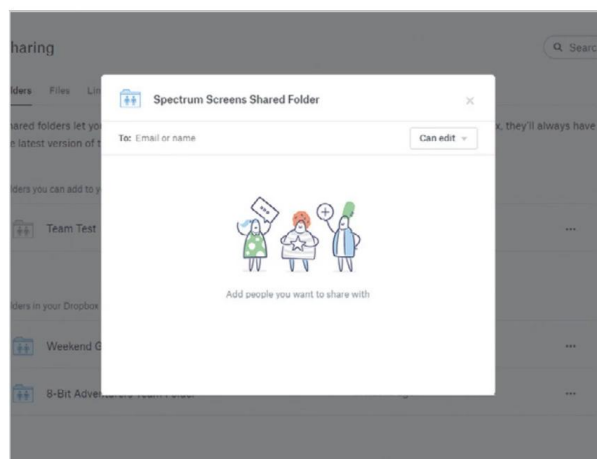 haring
Searc
lders Files Lin
Spectrum Screens Shared Folder
To: Email or name Can edit
hared folders let yo
x, they'll always have
e latest version of t
lders you can add to y
Team Test
Add people you want to share with
lders in your Dropbox
Weekend G
8-Bit Adven